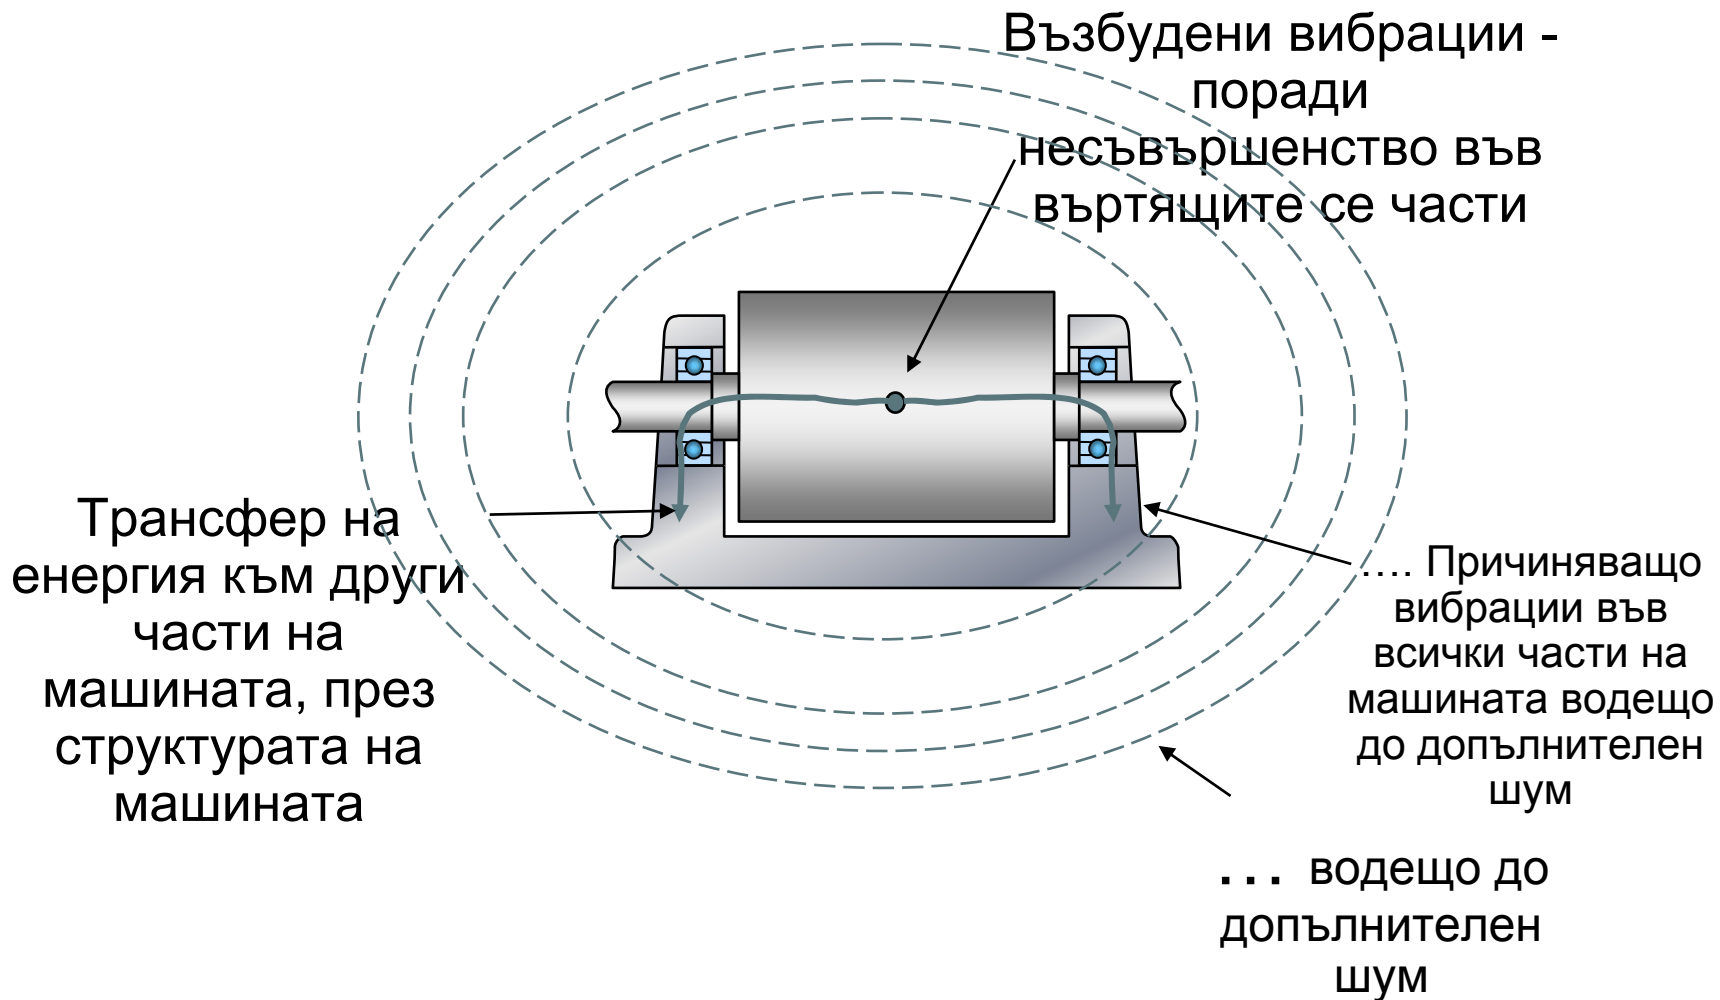 Възбудени вибрации -
поради
несъвършенство във
въртящите се части
Трансфер на
енергия към други
части на
машината, през
структурата на
машината
…. Причиняващо
вибрации във
всички части на
машината водещо
до допълнителен
шум
... водещо до
допълнителен
шум